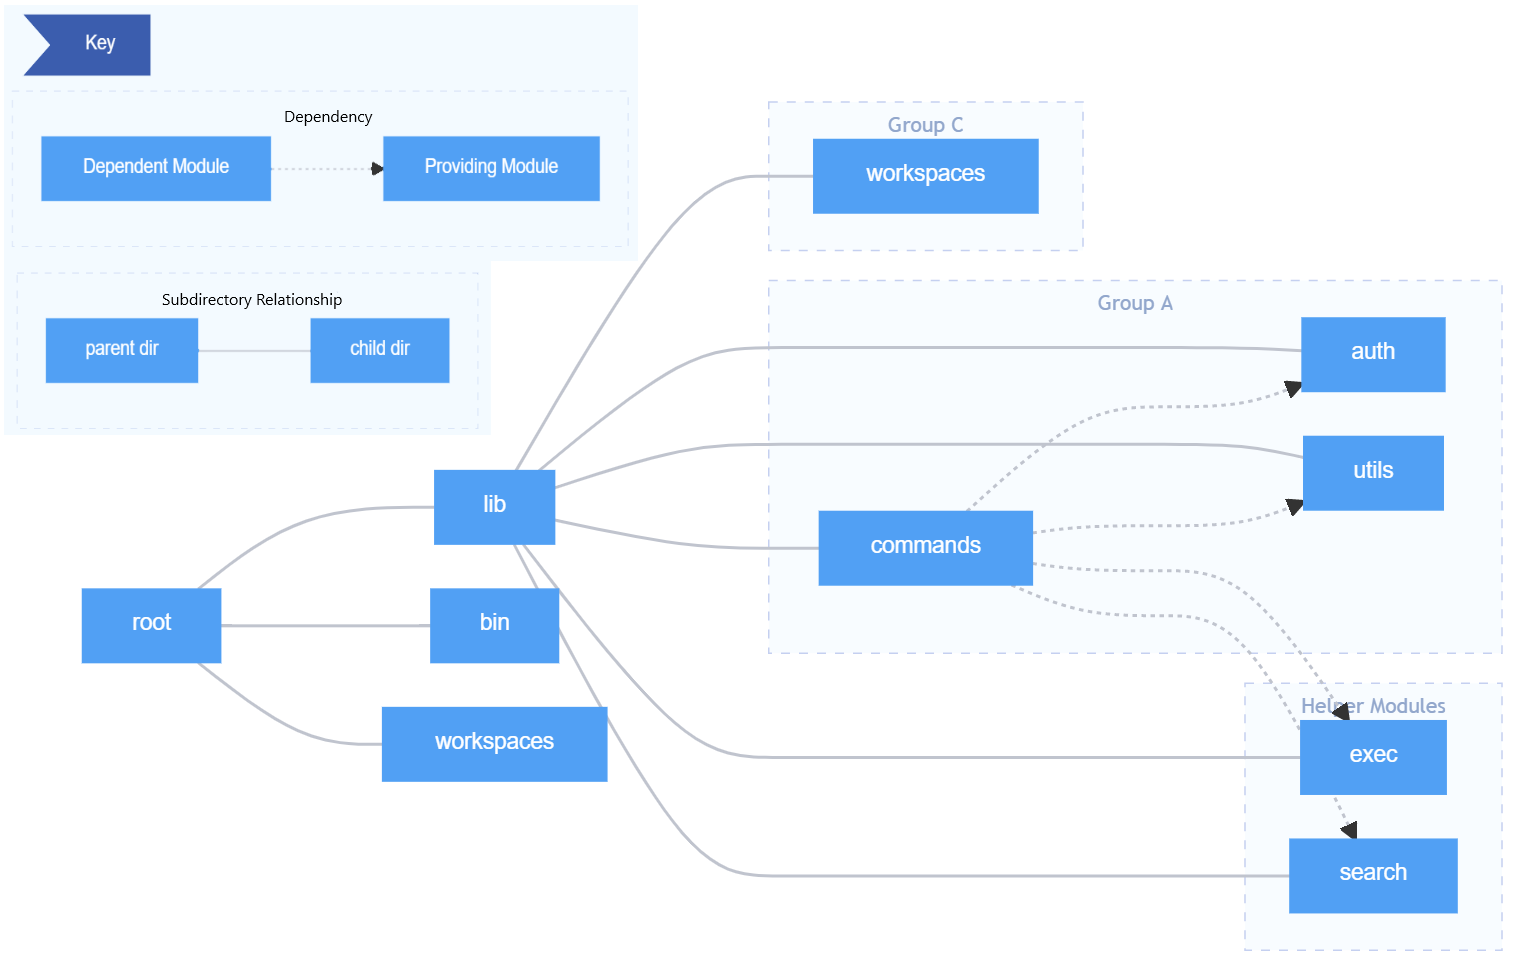 Key
Dependency
Dependent Module
Providing Module
Subdirectory Relationship
parent dir
child dir
Group C
workspaces
Group A
auth
utils
commands
lib
root
bin
workspaces
Helper Modules
exec
search